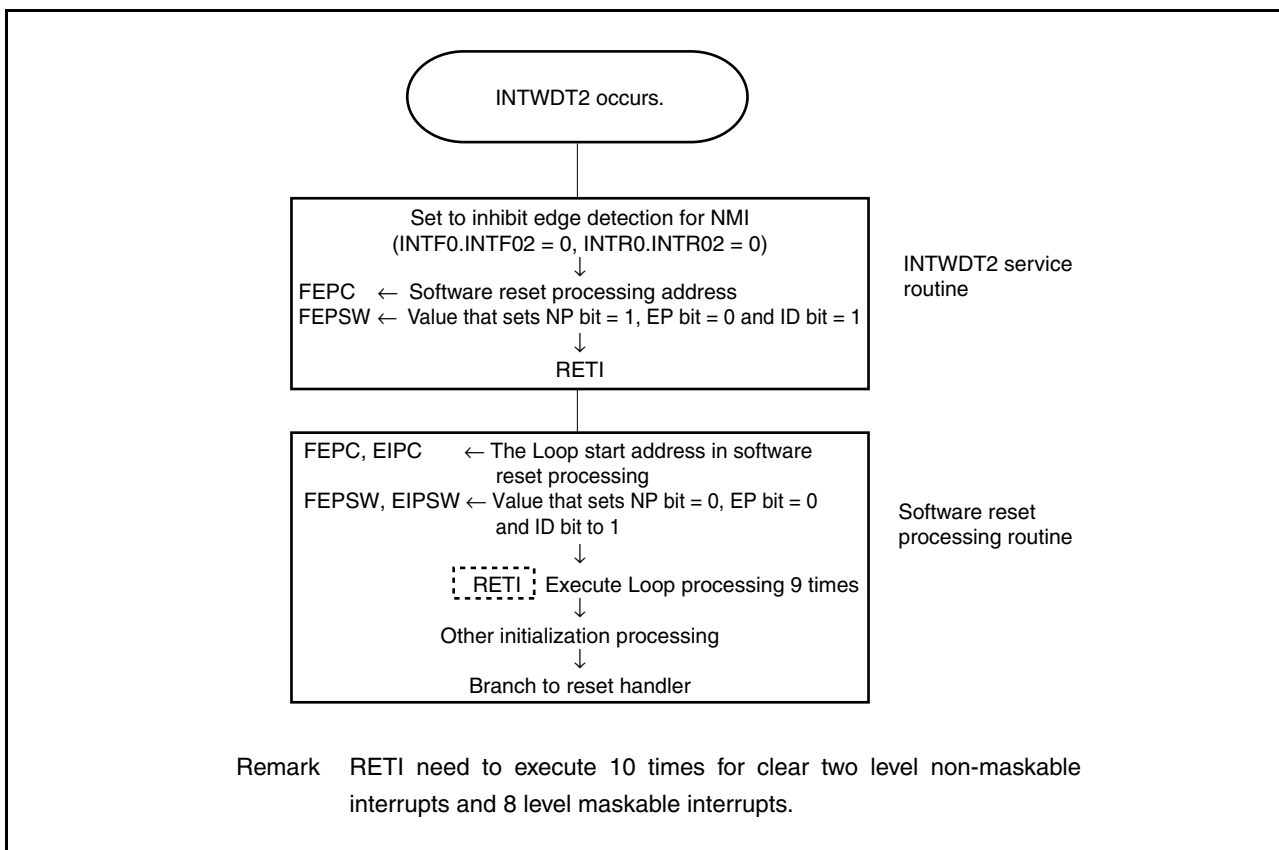 INTWDT2 occurs.
Set to inhibit edge detection for NMI
(INTF0.INTF02 = 0, INTR0.INTR02 = 0)
↓
FEPC ← Software reset processing address
FEPSW ← Value that sets NP bit = 1, EP bit = 0 and ID bit = 1
↓
RETI
INTWDT2 service
routine
FEPC, EIPC ← The Loop start address in software
reset processing
FEPSW, EIPSW ← Value that sets NP bit = 0, EP bit = 0
and ID bit to 1
↓
RETI Execute Loop processing 9 times
↓
Other initialization processing
↓
Branch to reset handler
Software reset
processing routine
Remark RETI need to execute 10 times for clear two level non-maskable
interrupts and 8 level maskable interrupts.